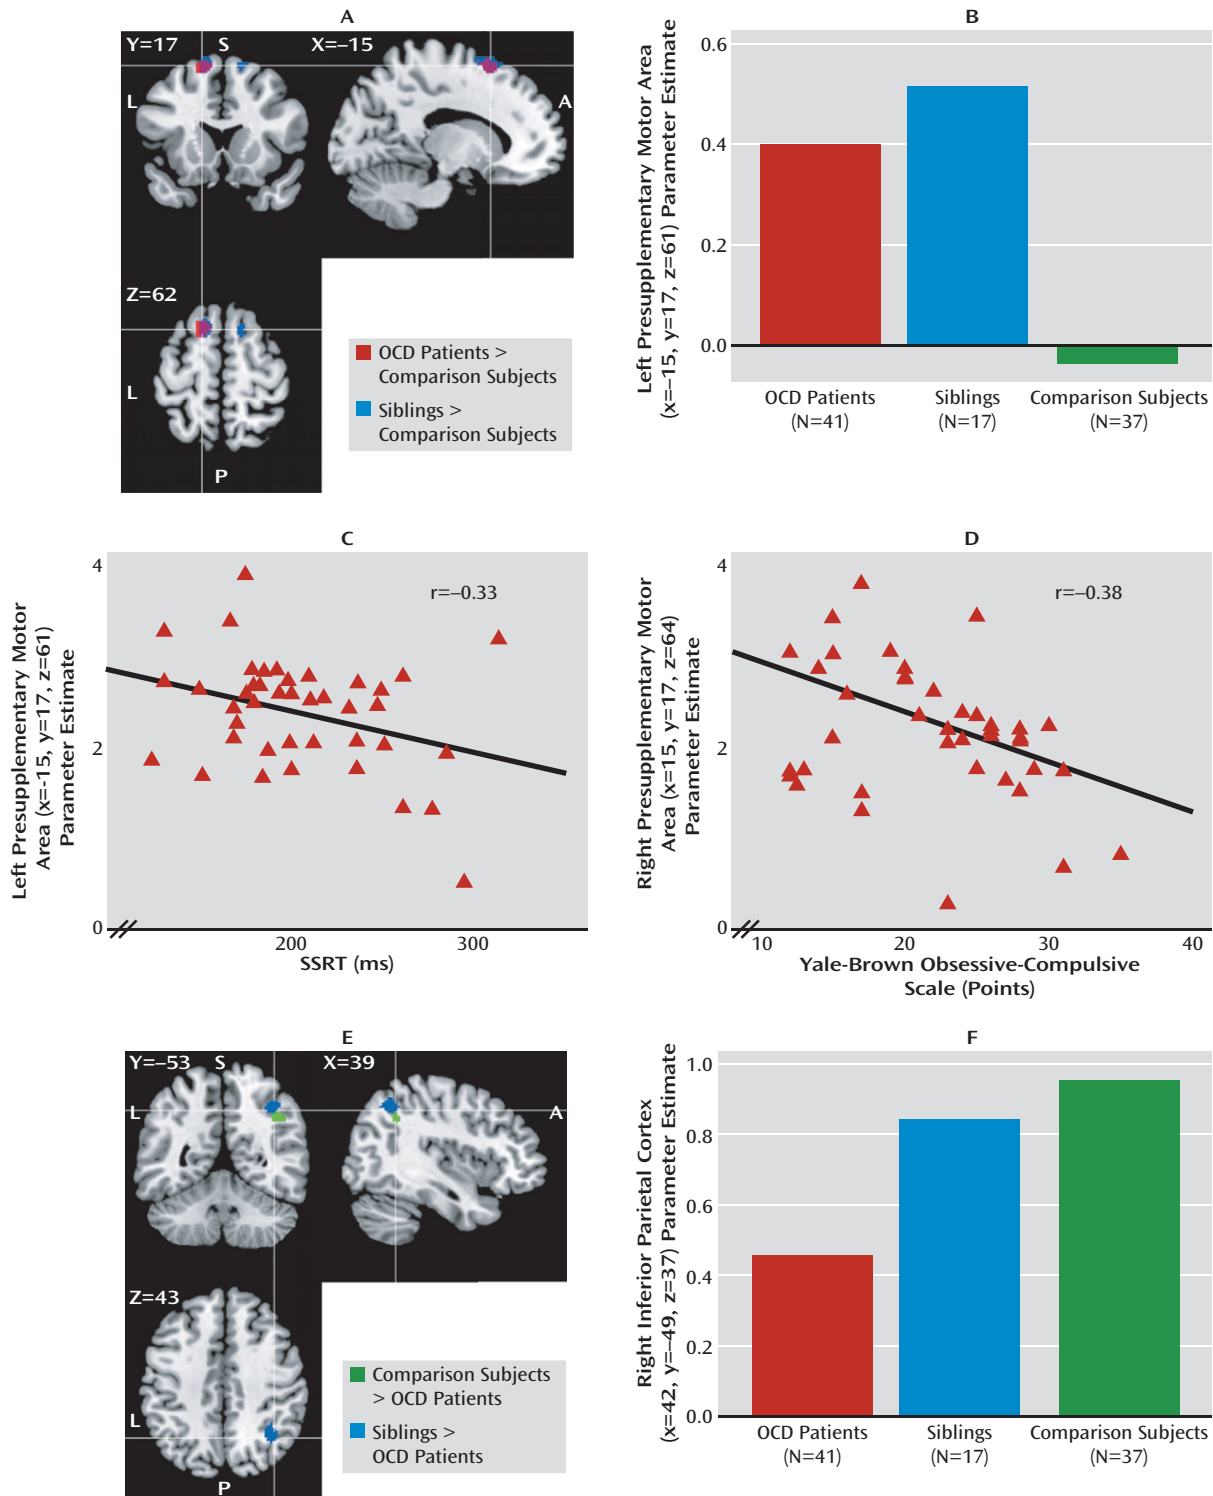 A
Y=17
S
X=–15
L
A
Z=62
L
P
OCD Patients >
Comparison Subjects
Siblings >
Comparison Subjects
B
Left Presupplementary Motor Area
(x=–15, y=17, z=61) Parameter Estimate
0.6
0.4
0.2
0.0
OCD Patients
(N=41)
Siblings
(N=17)
Comparison Subjects
(N=37)
C
Left Presupplementary Motor
Area (x=-15, y=17, z=61)
Parameter Estimate
4
2
0
r=–0.33
200
300
SSRT (ms)
D
Right Presupplementary Motor
Area (x=15, y=17, z=64)
Parameter Estimate
4
2
0
r=–0.38
10
20
30
40
Yale-Brown Obsessive-Compulsive
Scale (Points)
E
Y=–53
S
X=39
L
A
Z=43
L
P
Comparison Subjects
> OCD Patients
Siblings >
OCD Patients
F
Right Inferior Parietal Cortex
(x=42, y=–49, z=37) Parameter Estimate
1.0
0.8
0.6
0.4
0.2
0.0
OCD Patients
(N=41)
Siblings
(N=17)
Comparison Subjects
(N=37)